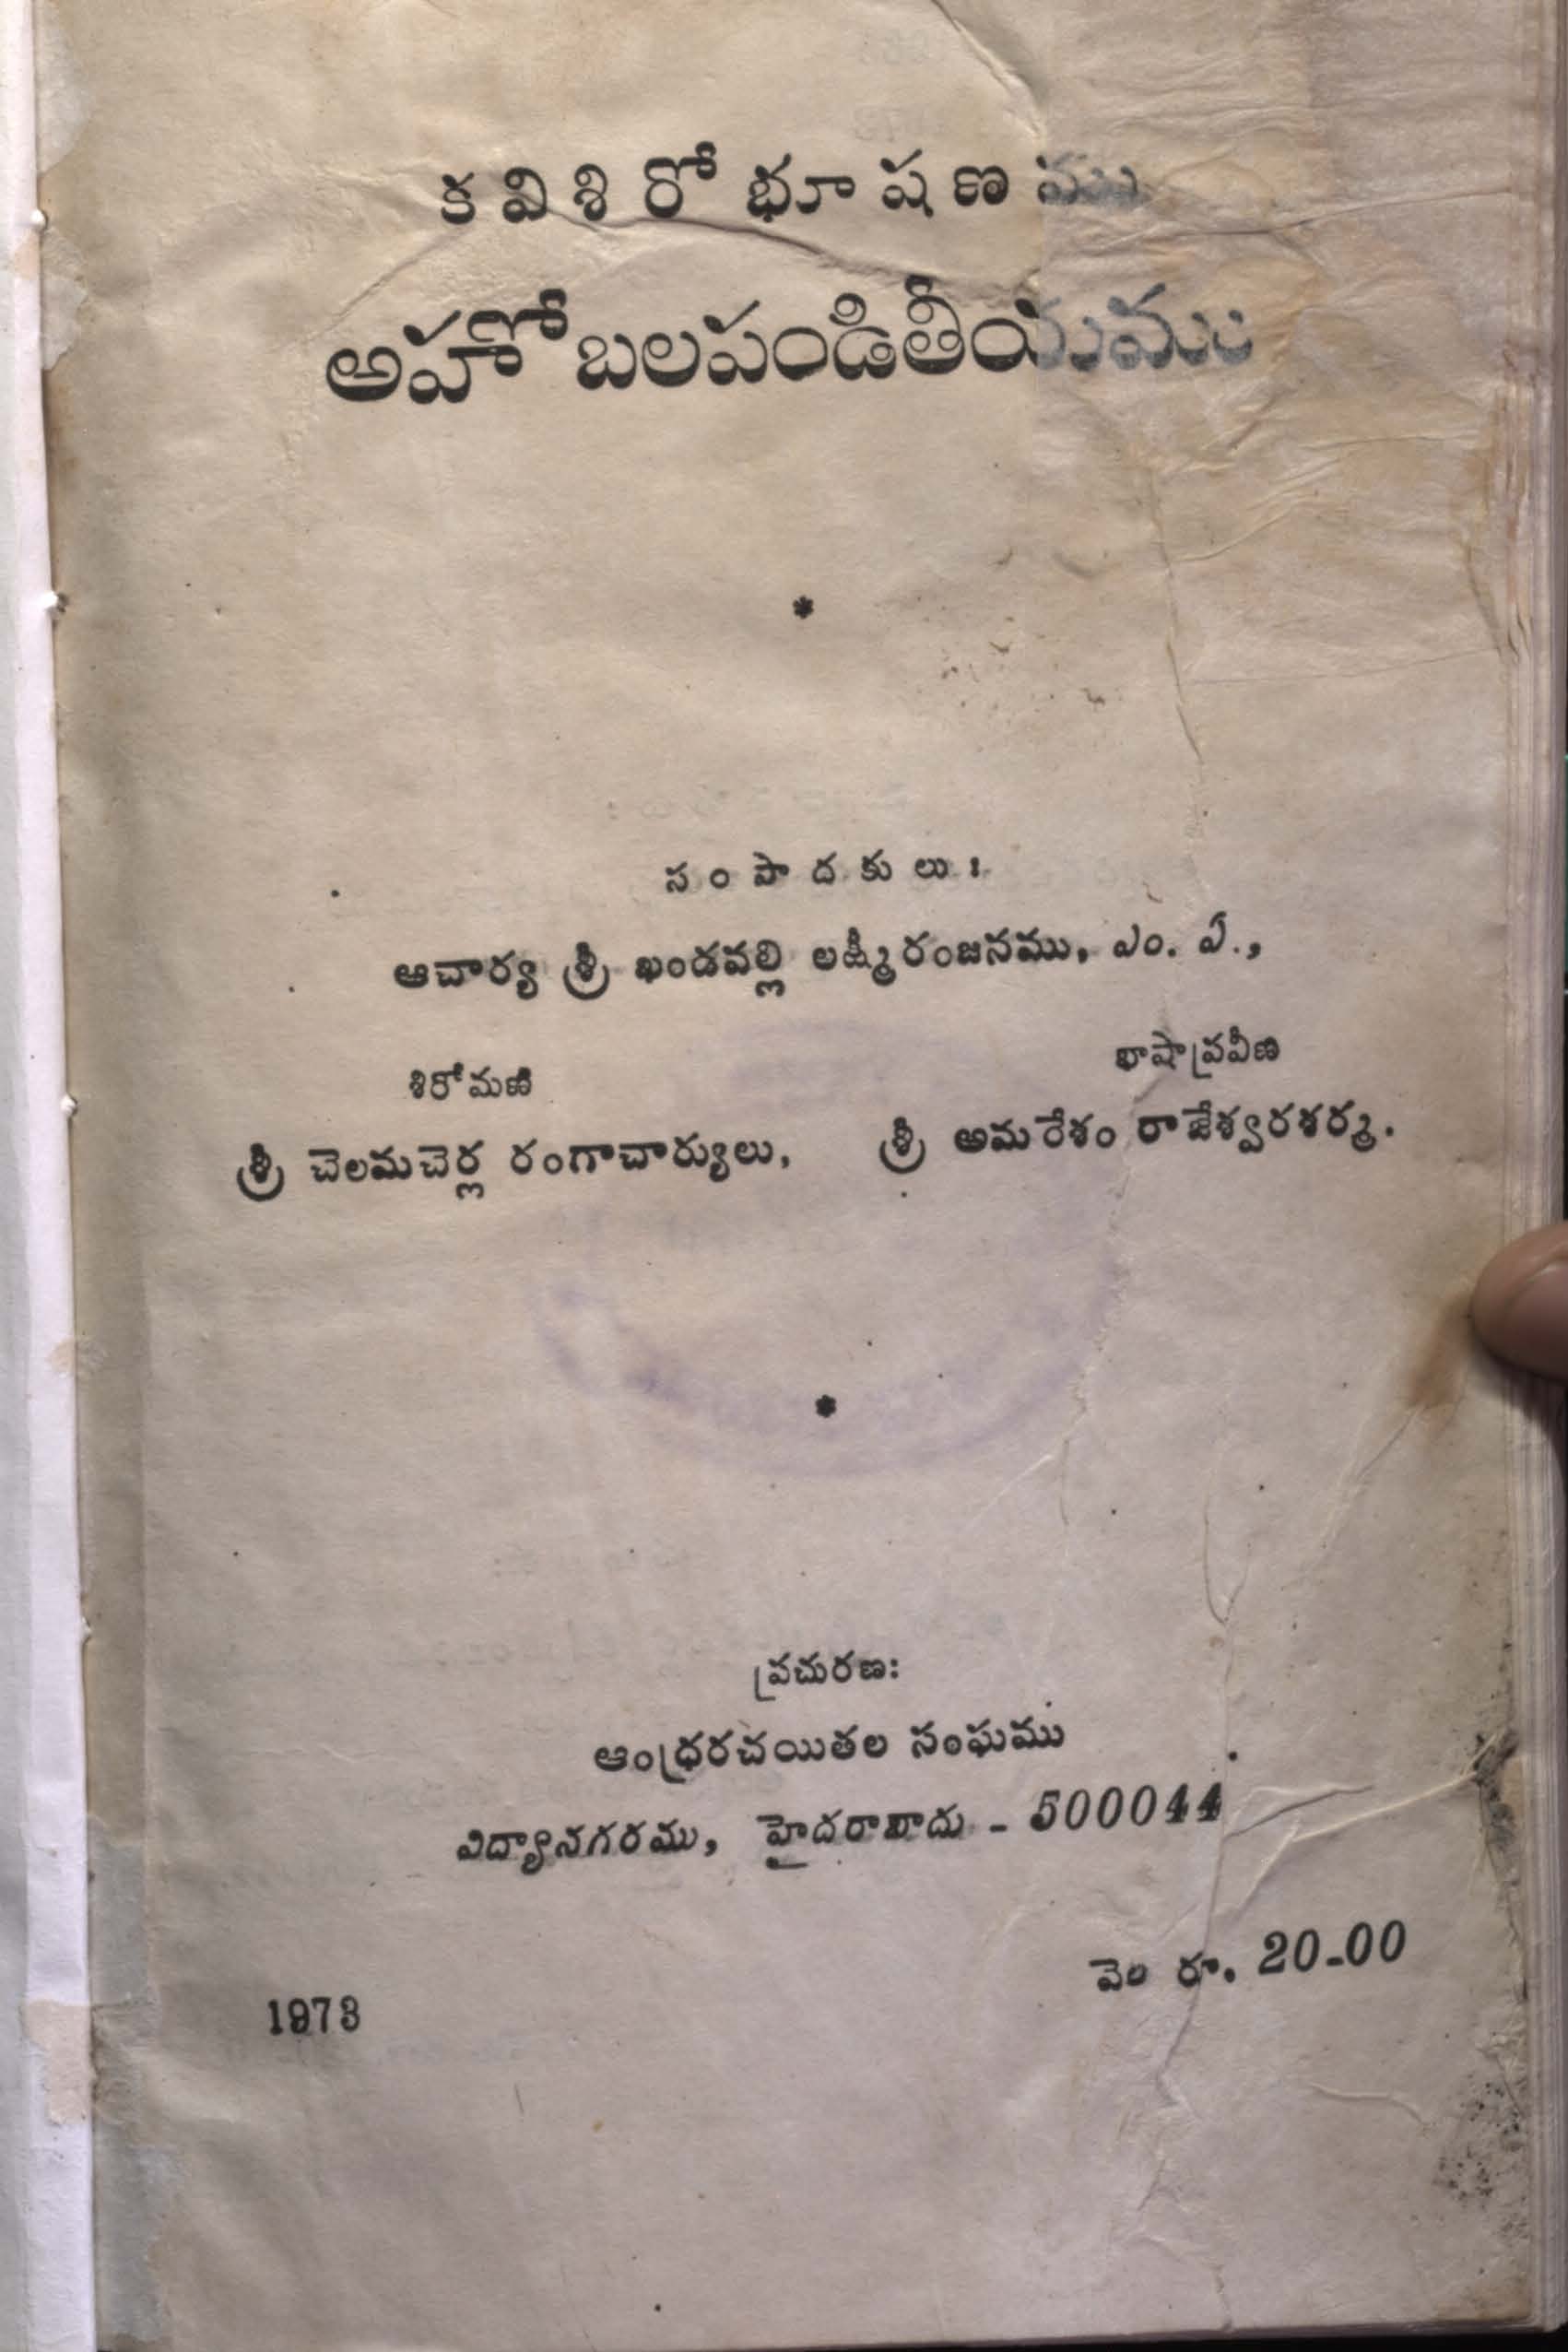 కవిశిరోభూషణము
అహోబలపండితీయము
*
సంపాదకులు :
ఆచార్య శ్రీ ఖండవల్లి లక్ష్మీరంజనము, ఎం. ఏ.,
శిరోమణి
శ్రీ చెలమచెర్ల రంగాచార్యులు,
భాషాప్రవీణ
శ్రీ అమరేశం రాజేశ్వరశర్మ.
*
ప్రచురణ:
ఆంధ్రరచయితల సంఘము
విద్యానగరము, హైదరాబాదు - 500044
వెల రూ. 20-00
1973